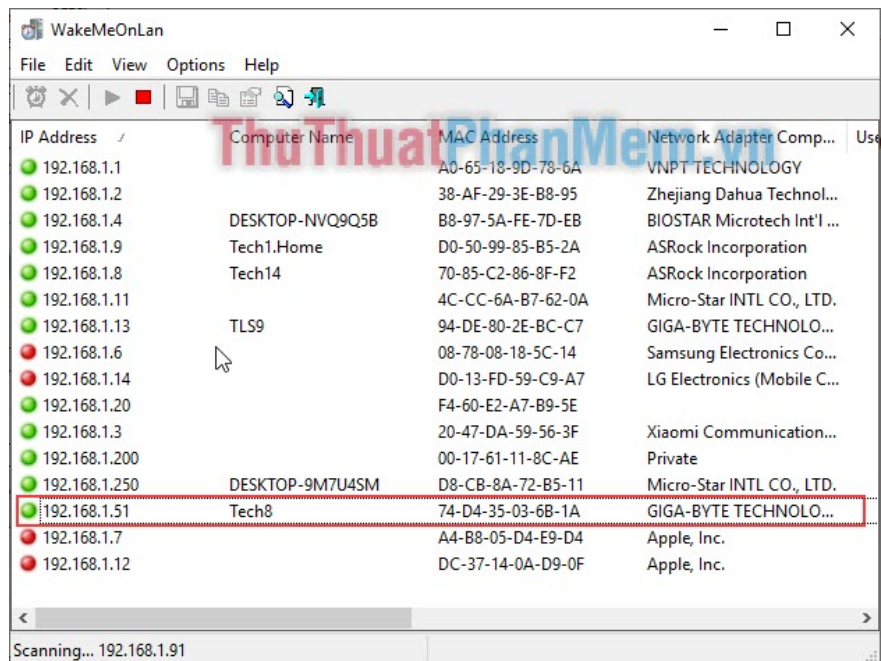 WakeMeOnLan
File Edit View Options Help
ThuThuatPhanMem.vn
IP Address Computer Name MAC Address Network Adapter Comp... Use
192.168.1.1 A0-65-18-9D-78-6A VNPT TECHNOLOGY
192.168.1.2 38-AF-29-3E-B8-95 Zhejiang Dahua Technol...
192.168.1.4 DESKTOP-NVQ9Q5B B8-97-5A-FE-7D-EB BIOSTAR Microtech Int'l ...
192.168.1.9 Tech1.Home D0-50-99-85-B5-2A ASRock Incorporation
192.168.1.8 Tech14 70-85-C2-86-8F-F2 ASRock Incorporation
192.168.1.11 4C-CC-6A-B7-62-0A Micro-Star INTL CO., LTD.
192.168.1.13 TLS9 94-DE-80-2E-BC-C7 GIGA-BYTE TECHNOLO...
192.168.1.6 08-78-08-18-5C-14 Samsung Electronics Co...
192.168.1.14 D0-13-FD-59-C9-A7 LG Electronics (Mobile C...
192.168.1.20 F4-60-E2-A7-B9-5E
192.168.1.3 20-47-DA-59-56-3F Xiaomi Communication...
192.168.1.200 00-17-61-11-8C-AE Private
192.168.1.250 DESKTOP-9M7U4SM D8-CB-8A-72-B5-11 Micro-Star INTL CO., LTD.
192.168.1.51 Tech8 74-D4-35-03-6B-1A GIGA-BYTE TECHNOLO...
192.168.1.7 A4-B8-05-D4-E9-D4 Apple, Inc.
192.168.1.12 DC-37-14-0A-D9-0F Apple, Inc.
Scanning... 192.168.1.91